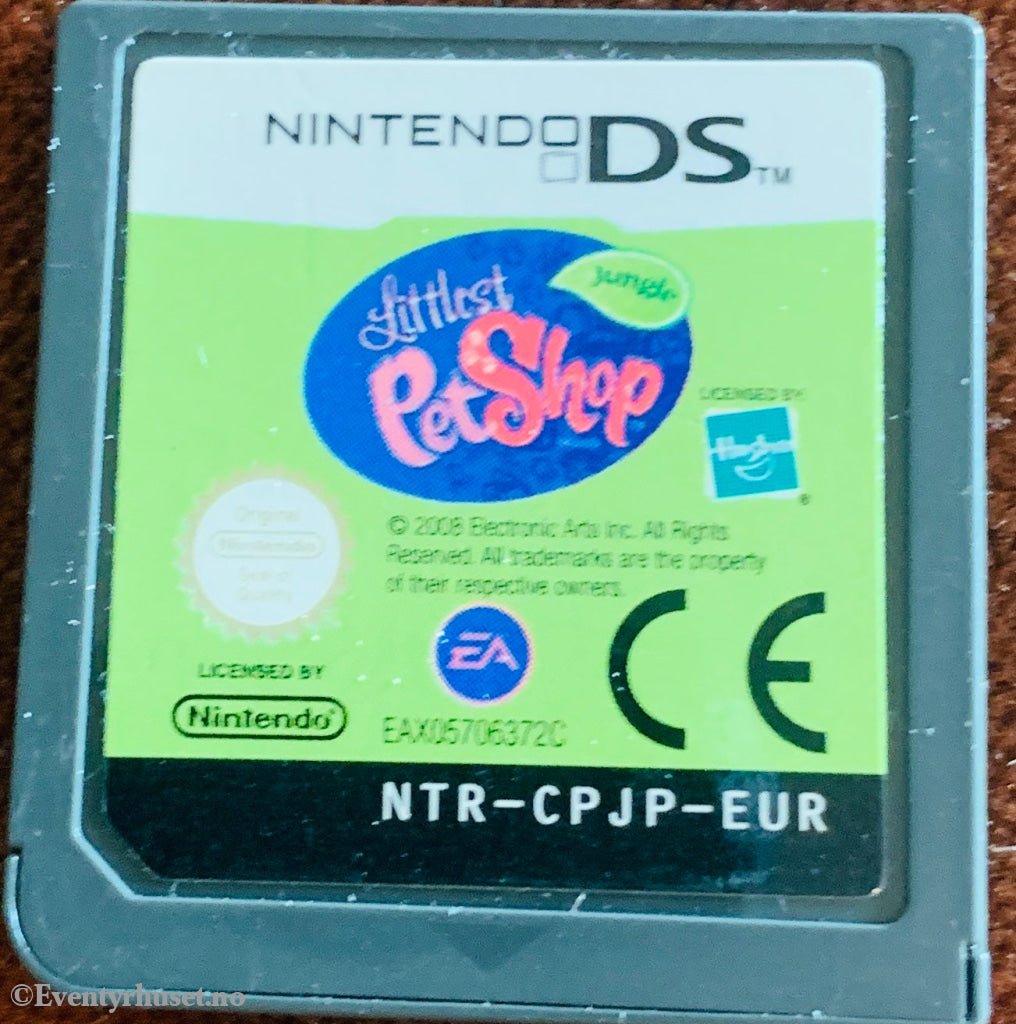 NINTENDO DS TM
Littlest
PetShop
Jungle
LICENSED BY
Hasbro
®
Original
Nintendo
Seal of
Quality
© 2008 Electronic Arts Inc. All Rights
Reserved. All trademarks are the property
of their respective owners.
EA
CE
LICENSED BY
Nintendo®
EAX05706372C
NTR-CPJP-EUR
©Eventyrhuset.no